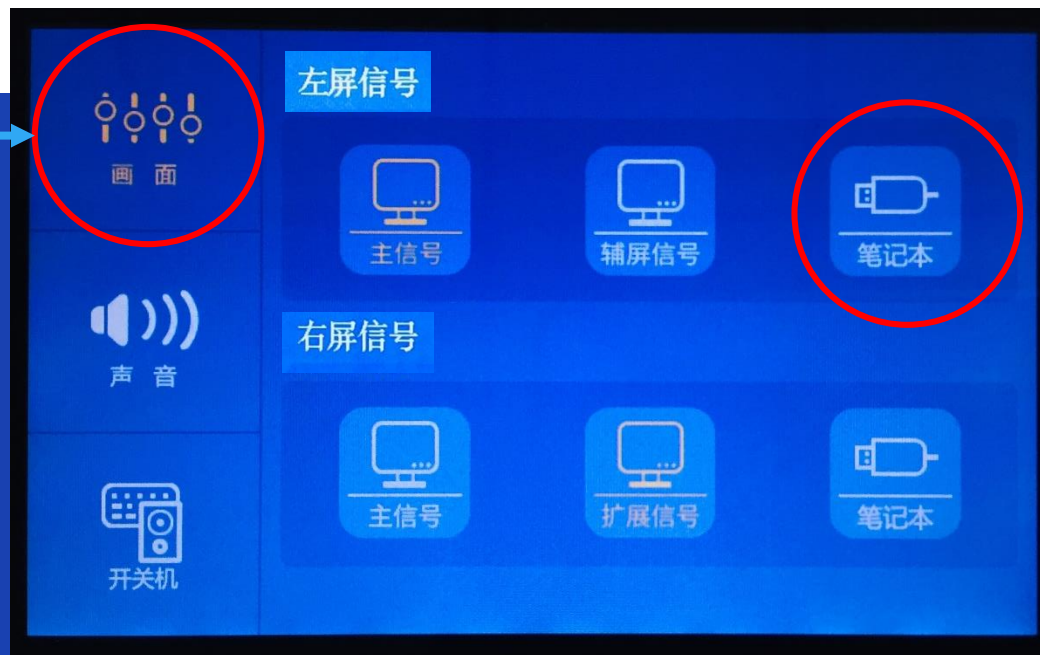 画面
声音
开关机
左屏信号
主信号
辅屏信号
笔记本
右屏信号
主信号
扩展信号
笔记本